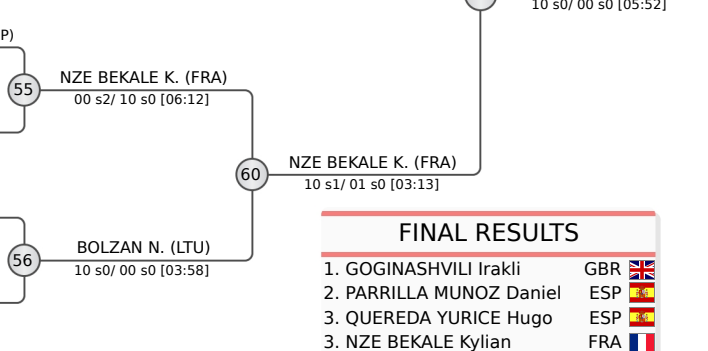 10 s0/ 00 s0 [05:52]
P)
NZE BEKALE K. (FRA)
55
00 s2/ 10 s0 [06:12]
NZE BEKALE K. (FRA)
60
10 s1/ 01 s0 [03:13]
BOLZAN N. (LTU)
56
10 s0/ 00 s0 [03:58]
FINAL RESULTS
1. GOGINASHVILI Irakli GBR
2. PARRILLA MUNOZ Daniel ESP
3. QUEREDA YURICE Hugo ESP
3. NZE BEKALE Kylian FRA